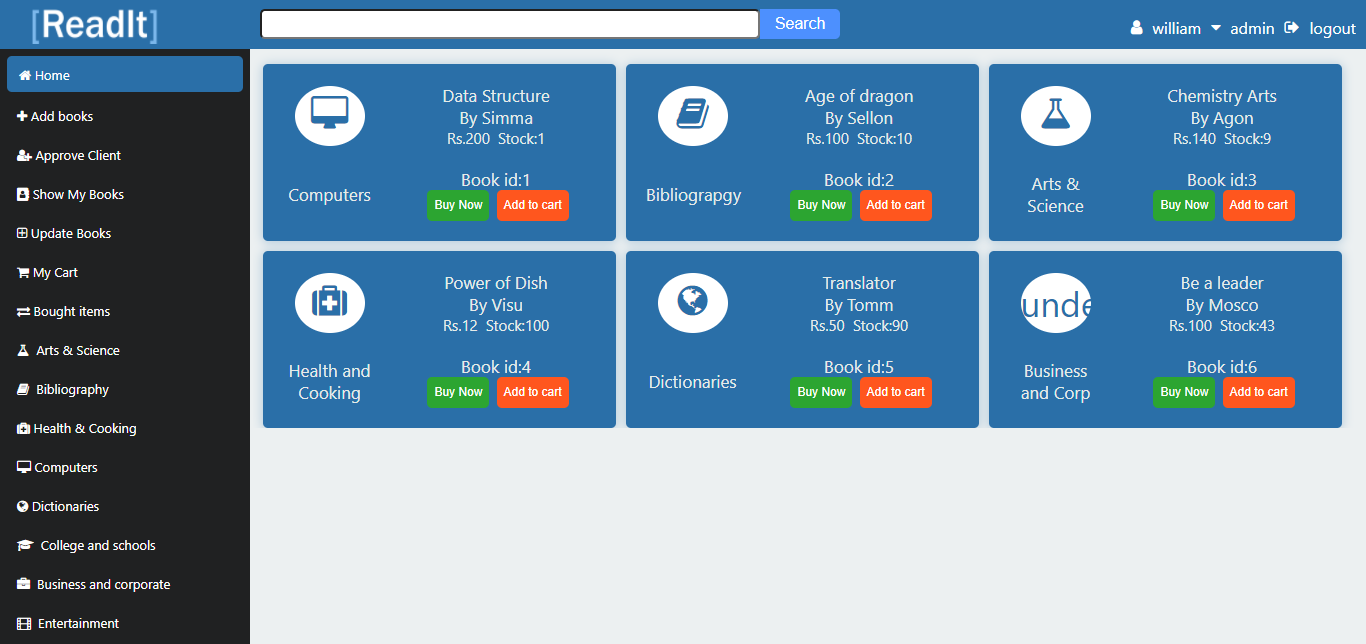 [ReadIt]
Search
william admin logout
Home
Add books
Approve Client
Show My Books
Update Books
My Cart
Bought items
Arts & Science
Bibliography
Health & Cooking
Computers
Dictionaries
College and schools
Business and corporate
Entertainment
Data Structure
By Simma
Rs.200 Stock:1
Computers
Book id:1
Buy Now Add to cart
Age of dragon
By Sellon
Rs.100 Stock:10
Bibliograpgy
Book id:2
Buy Now Add to cart
Chemistry Arts
By Agon
Rs.140 Stock:9
Arts &
Science
Book id:3
Buy Now Add to cart
Power of Dish
By Visu
Rs.12 Stock:100
Health and
Cooking
Book id:4
Buy Now Add to cart
Translator
By Tomm
Rs.50 Stock:90
Dictionaries
Book id:5
Buy Now Add to cart
unde
Be a leader
By Mosco
Rs.100 Stock:43
Business
and Corp
Book id:6
Buy Now Add to cart